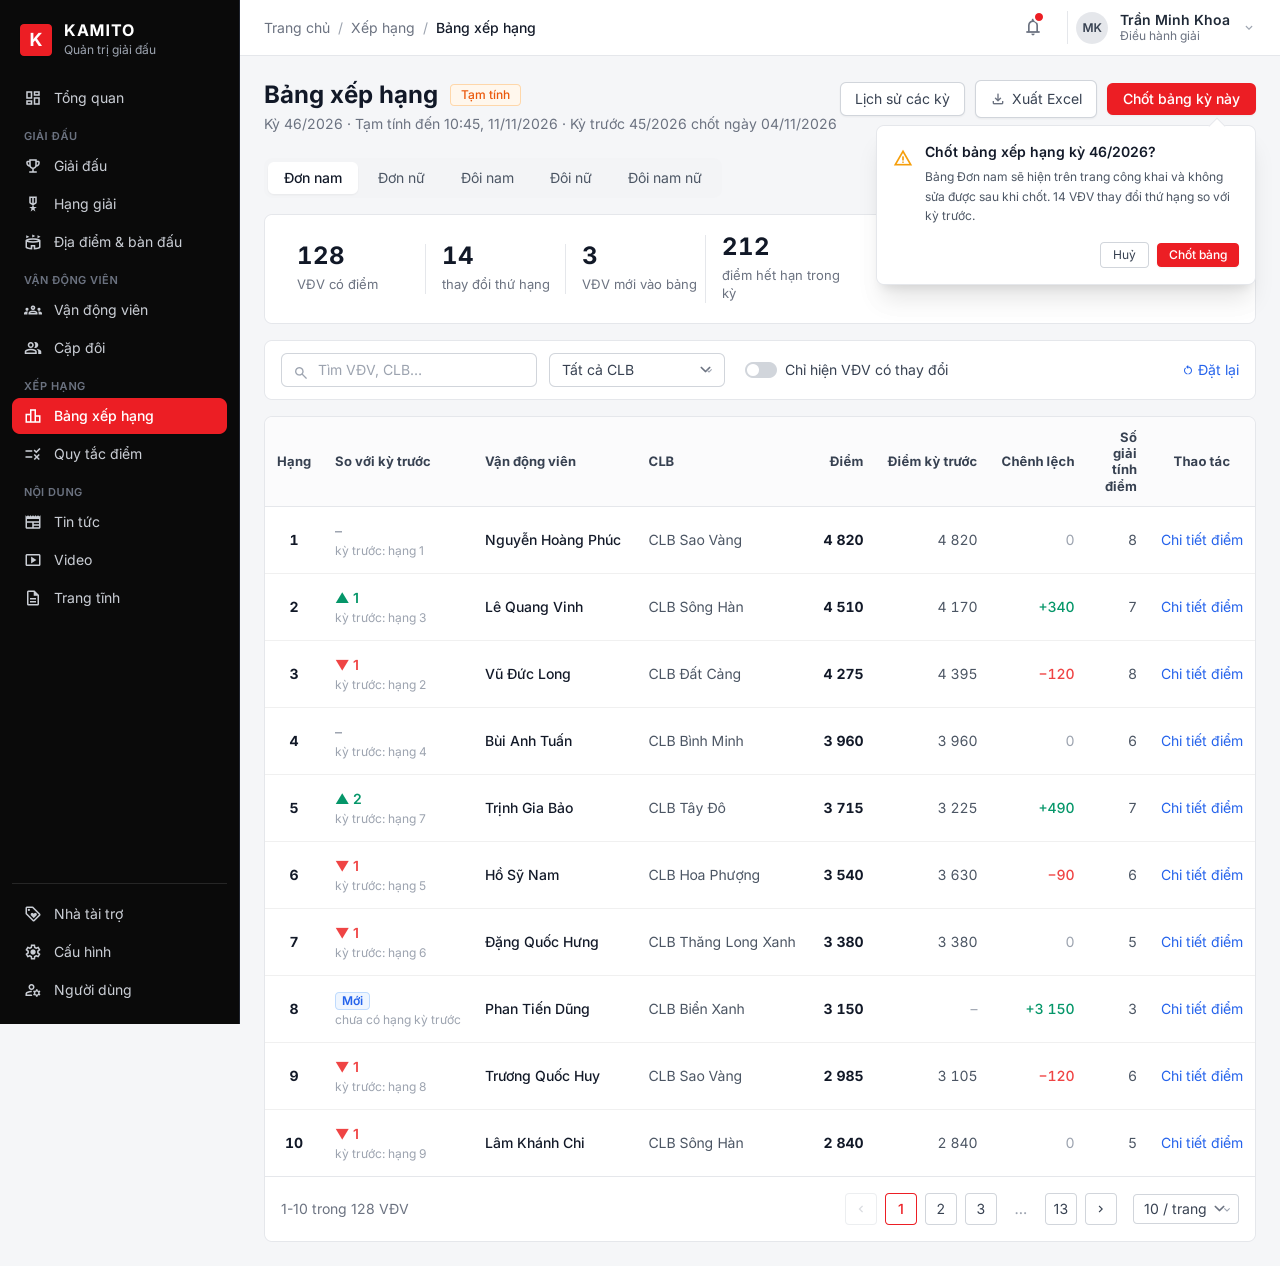 K
KAMITO
Quản trị giải đấu
Tổng quan
GIẢI ĐẤU
Giải đấu
Hạng giải
Địa điểm & bàn đấu
VẬN ĐỘNG VIÊN
Vận động viên
Cặp đôi
XẾP HẠNG
Bảng xếp hạng
Quy tắc điểm
NỘI DUNG
Tin tức
Video
Trang tĩnh
Nhà tài trợ
Cấu hình
Người dùng
Trang chủ / Xếp hạng / Bảng xếp hạng
MK
Trần Minh Khoa
Điều hành giải
Bảng xếp hạng Tạm tính
Kỳ 46/2026 · Tạm tính đến 10:45, 11/11/2026 · Kỳ trước 45/2026 chốt ngày 04/11/2026
Lịch sử các kỳ
Xuất Excel
Chốt bảng kỳ này
Chốt bảng xếp hạng kỳ 46/2026?
Bảng Đơn nam sẽ hiện trên trang công khai và không
sửa được sau khi chốt. 14 VĐV thay đổi thứ hạng so với
kỳ trước.
Huỷ
Chốt bảng
Đơn nam
Đơn nữ
Đôi nam
Đôi nữ
Đôi nam nữ
128
VĐV có điểm
14
thay đổi thứ hạng
3
VĐV mới vào bảng
212
điểm hết hạn trong
kỳ
Tìm VĐV, CLB...
Tất cả CLB
Chỉ hiện VĐV có thay đổi
Đặt lại
Hạng So với kỳ trước Vận động viên CLB Điểm Điểm kỳ trước Chênh lệch
Số
giải
tính
điểm
Thao tác
1 – Nguyễn Hoàng Phúc CLB Sao Vàng 4 820 4 820 0 8 Chi tiết điểm
kỳ trước: hạng 1
2 ▲ 1 Lê Quang Vinh CLB Sông Hàn 4 510 4 170 +340 7 Chi tiết điểm
kỳ trước: hạng 3
3 ▼ 1 Vũ Đức Long CLB Đất Cảng 4 275 4 395 −120 8 Chi tiết điểm
kỳ trước: hạng 2
4 – Bùi Anh Tuấn CLB Bình Minh 3 960 3 960 0 6 Chi tiết điểm
kỳ trước: hạng 4
5 ▲ 2 Trịnh Gia Bảo CLB Tây Đô 3 715 3 225 +490 7 Chi tiết điểm
kỳ trước: hạng 7
6 ▼ 1 Hồ Sỹ Nam CLB Hoa Phượng 3 540 3 630 −90 6 Chi tiết điểm
kỳ trước: hạng 5
7 ▼ 1 Đặng Quốc Hưng CLB Thăng Long Xanh 3 380 3 380 0 5 Chi tiết điểm
kỳ trước: hạng 6
8 Mới Phan Tiến Dũng CLB Biển Xanh 3 150 – +3 150 3 Chi tiết điểm
chưa có hạng kỳ trước
9 ▼ 1 Trương Quốc Huy CLB Sao Vàng 2 985 3 105 −120 6 Chi tiết điểm
kỳ trước: hạng 8
10 ▼ 1 Lâm Khánh Chi CLB Sông Hàn 2 840 2 840 0 5 Chi tiết điểm
kỳ trước: hạng 9
1-10 trong 128 VĐV
1 2 3 ... 13
10 / trang